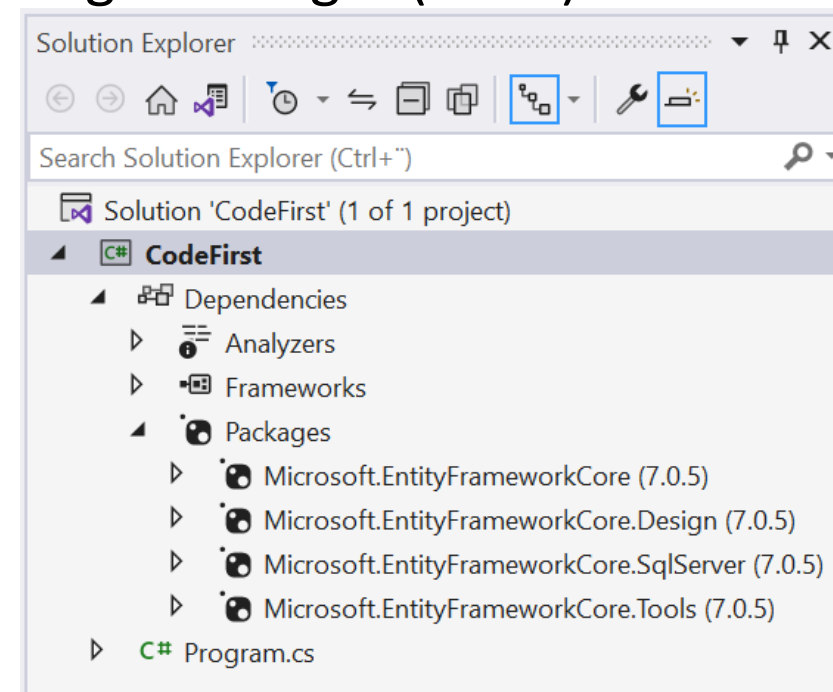 Solution Explorer
Search Solution Explorer (Ctrl+¨)
Solution 'CodeFirst' (1 of 1 project)
C# CodeFirst
Dependencies
Analyzers
Frameworks
Packages
Microsoft.EntityFrameworkCore (7.0.5)
Microsoft.EntityFrameworkCore.Design (7.0.5)
Microsoft.EntityFrameworkCore.SqlServer (7.0.5)
Microsoft.EntityFrameworkCore.Tools (7.0.5)
C# Program.cs